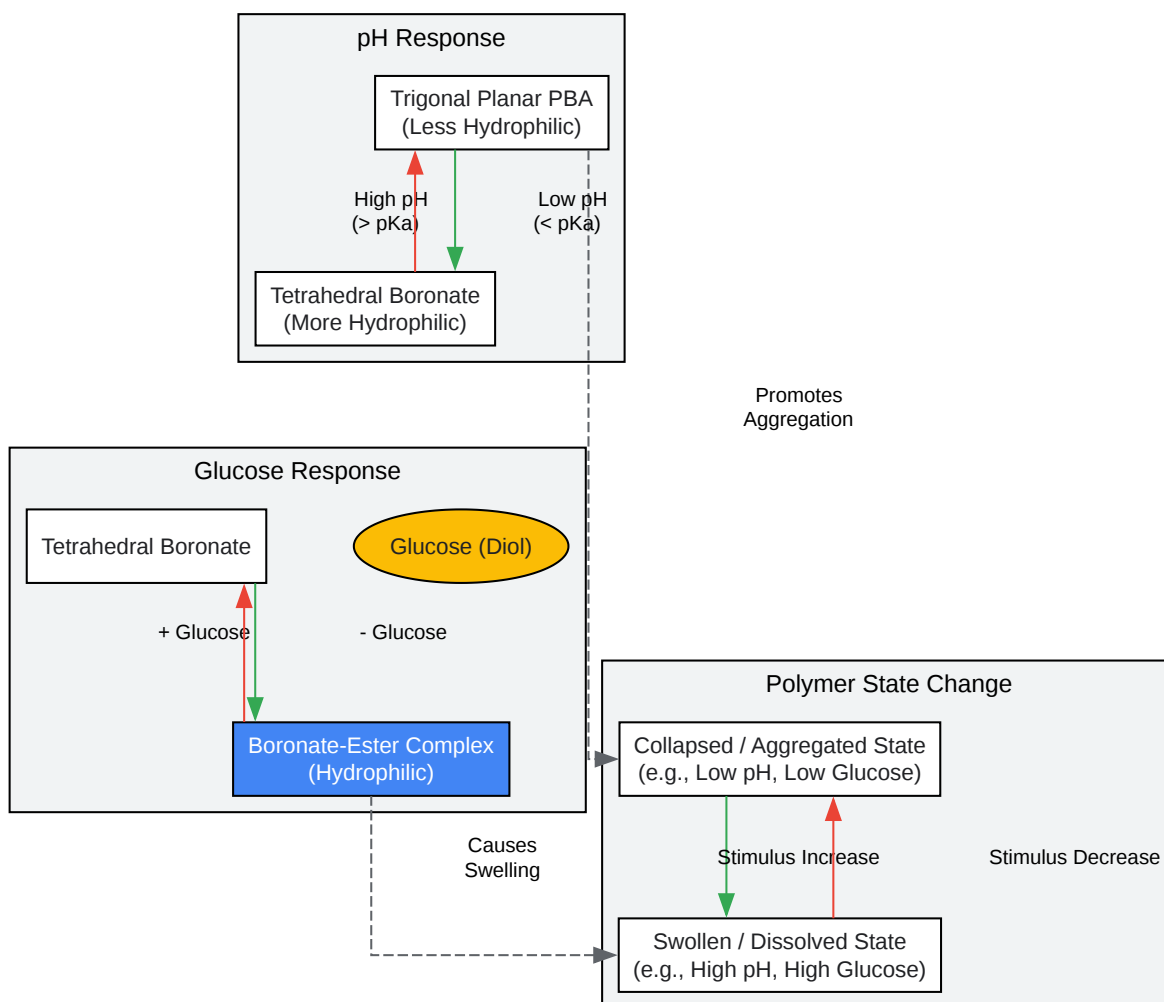 pH Response
Trigonal Planar PBA
(Less Hydrophilic)
High pH
(> pKa)
Low pH
(< pKa)
Tetrahedral Boronate
(More Hydrophilic)
Promotes
Aggregation
Glucose Response
Tetrahedral Boronate
Glucose (Diol)
+ Glucose
- Glucose
Boronate-Ester Complex
(Hydrophilic)
Causes
Swelling
Polymer State Change
Collapsed / Aggregated State
(e.g., Low pH, Low Glucose)
Stimulus Increase
Stimulus Decrease
Swollen / Dissolved State
(e.g., High pH, High Glucose)